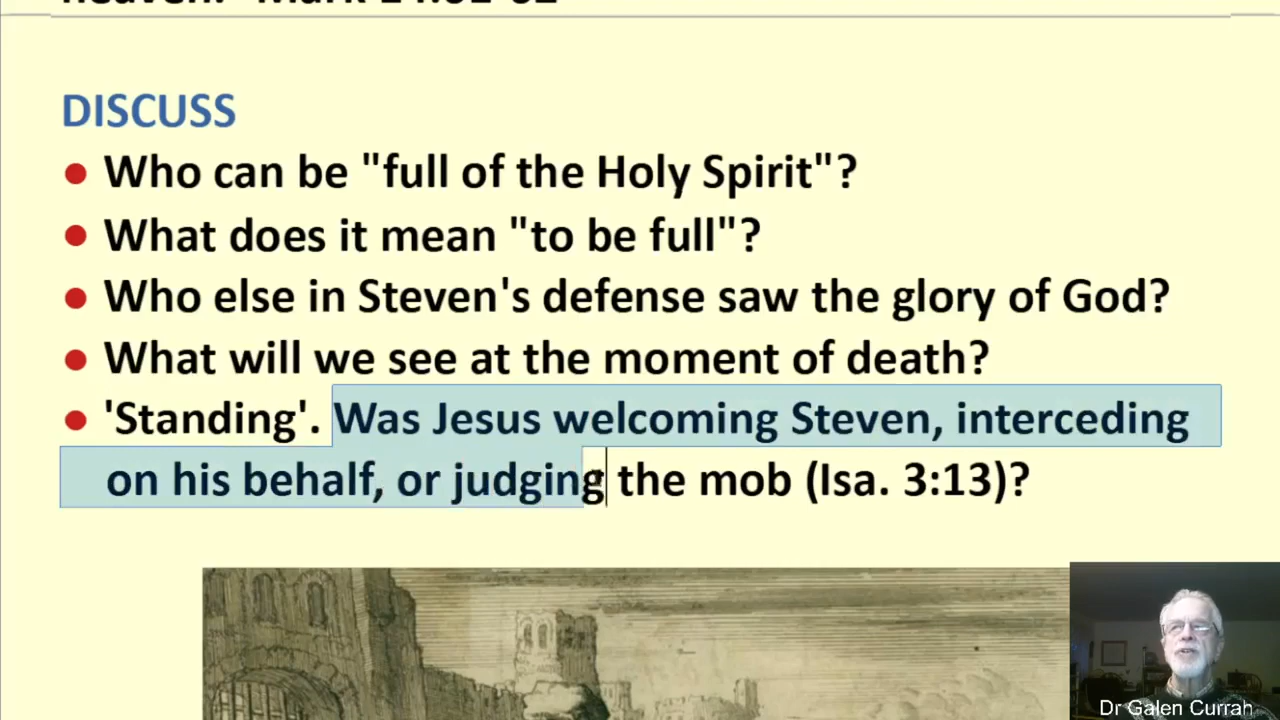 DISCUSS
● Who can be "full of the Holy Spirit"?
● What does it mean "to be full"?
● Who else in Steven's defense saw the glory of God?
● What will we see at the moment of death?
● 'Standing'. Was Jesus welcoming Steven, interceding
on his behalf, or judging the mob (Isa. 3:13)?
Dr Galen Currah